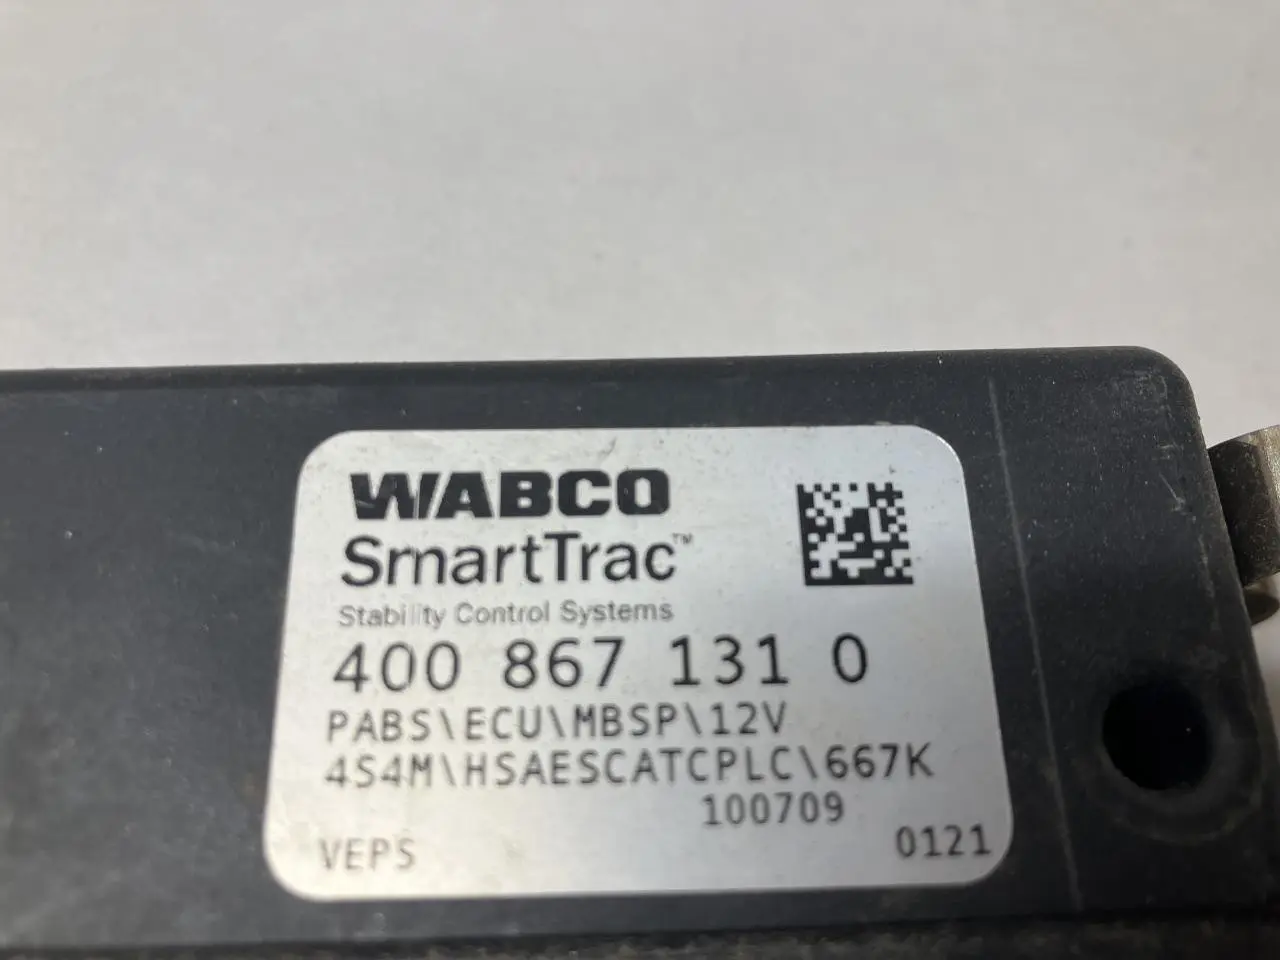 WABCO
SmartTrac™
Stability Control Systems
400 867 131 0
PABS\ECU\MBSP\12V
4S4M\HSAESCATCPLC\667K
100709
VEPS 0121